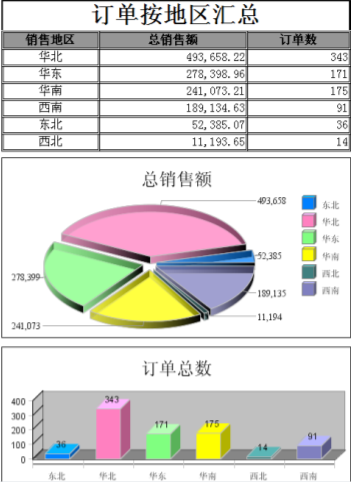 订单按地区汇总
销售地区 总销售额 订单数
华北 493,658.22 343
华东 278,398.96 171
华南 241,073.21 175
西南 189,134.63 91
东北 52,385.07 36
西北 11,193.65 14
总销售额
493,658
52,385
189,135
11,194
241,073
278,399
东北
华北
华东
华南
西北
西南
订单总数
400
300
200
100
0
36 343 171 175 14 91
东北 华北 华东 华南 西北 西南